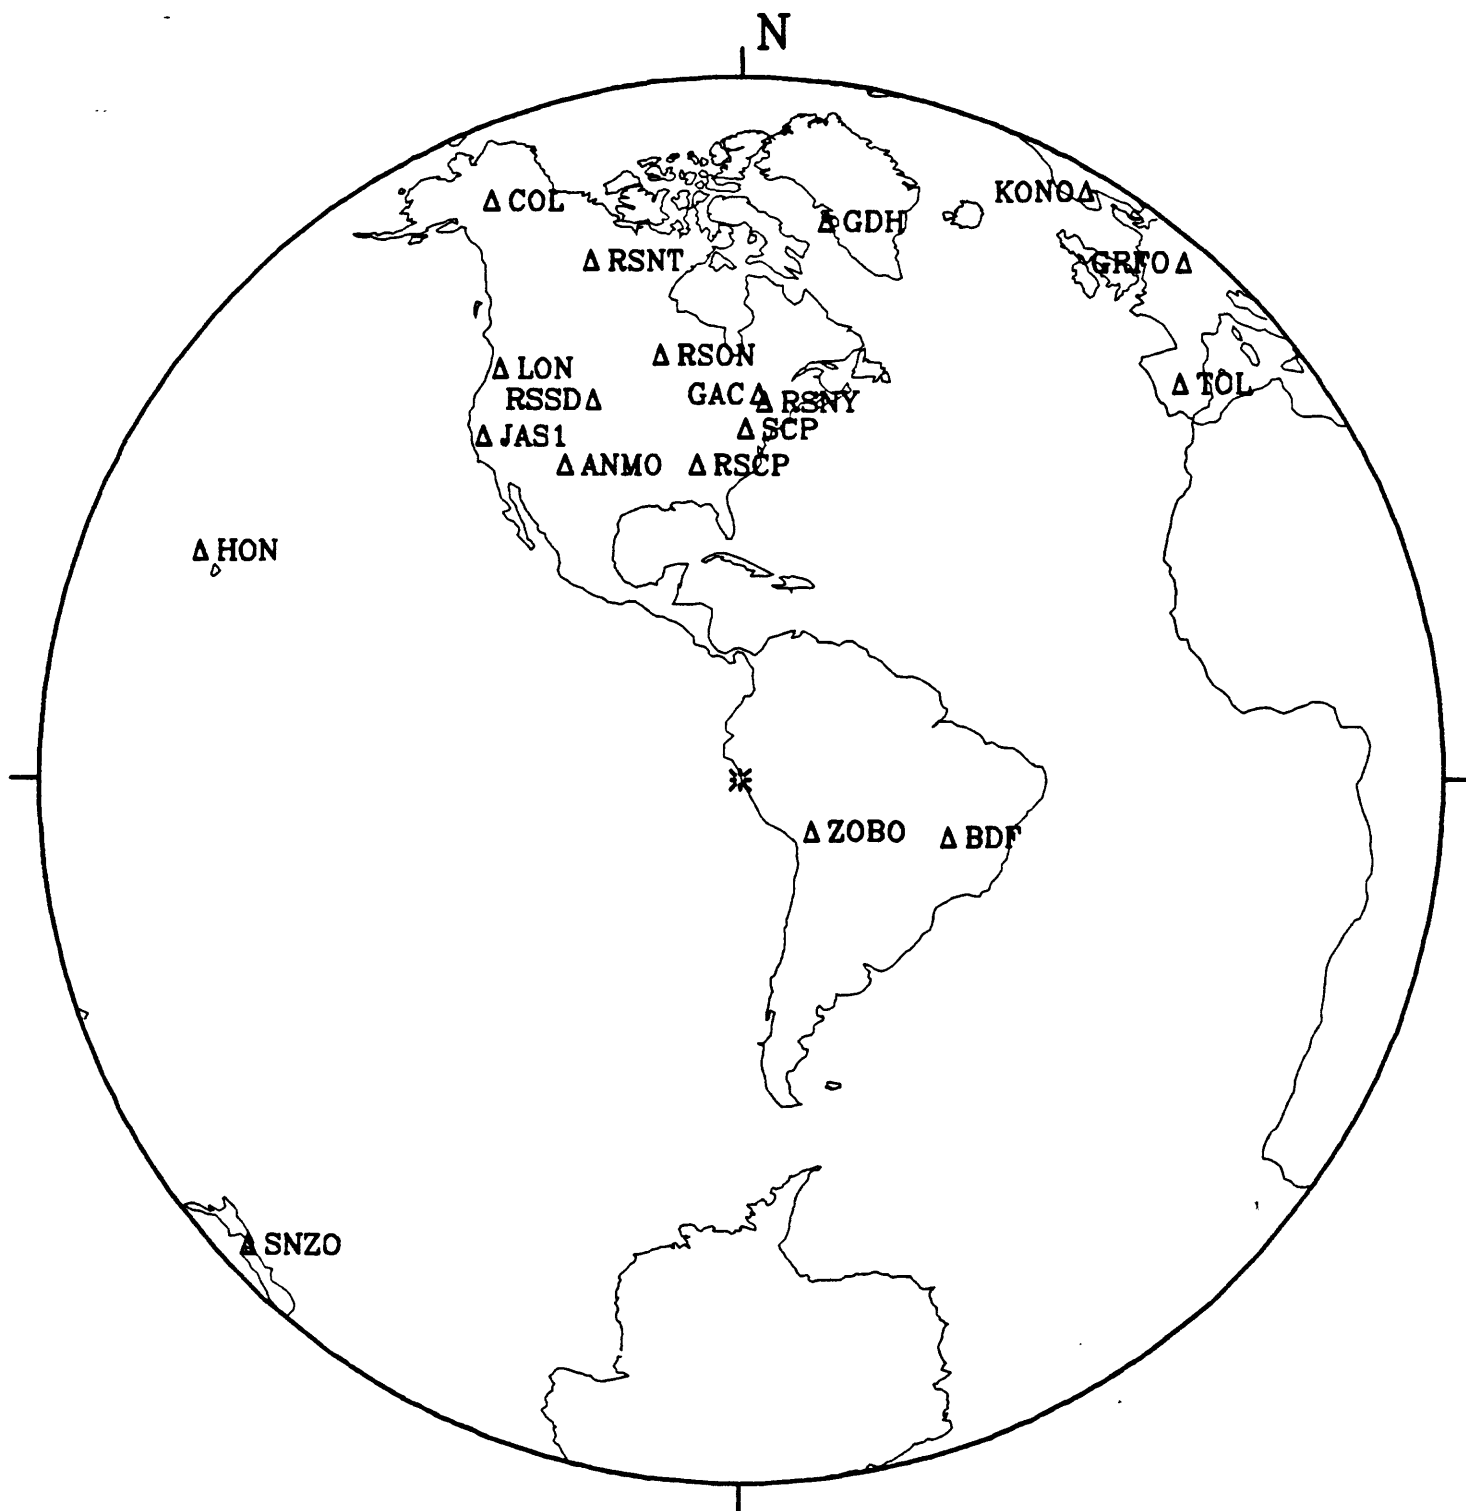 N
KONO
COL
GDH
RSNT
GRFO
RSON
LON
TOL
RSSD
GAC
RSNY
JAS1
SCP
ANMO
RSCP
HON
ZOBO
BDF
SNZO